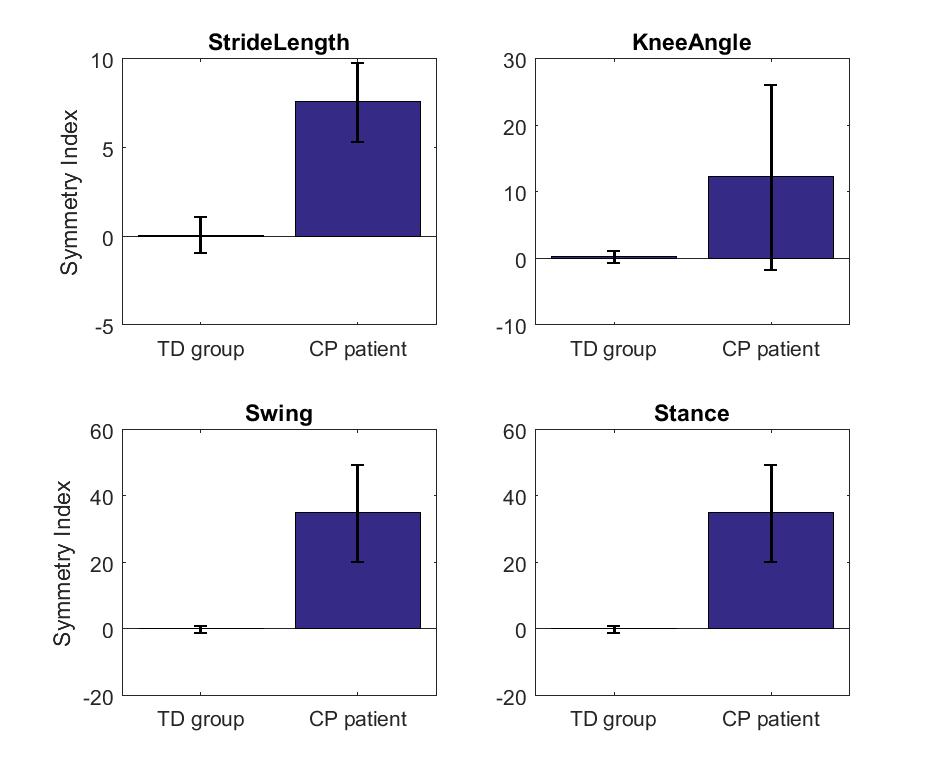 StrideLength
Symmetry Index
10
5
0
-5
TD group CP patient
KneeAngle
30
20
10
0
-10
TD group CP patient
Swing
Symmetry Index
60
40
20
0
-20
TD group CP patient
Stance
60
40
20
0
-20
TD group CP patient